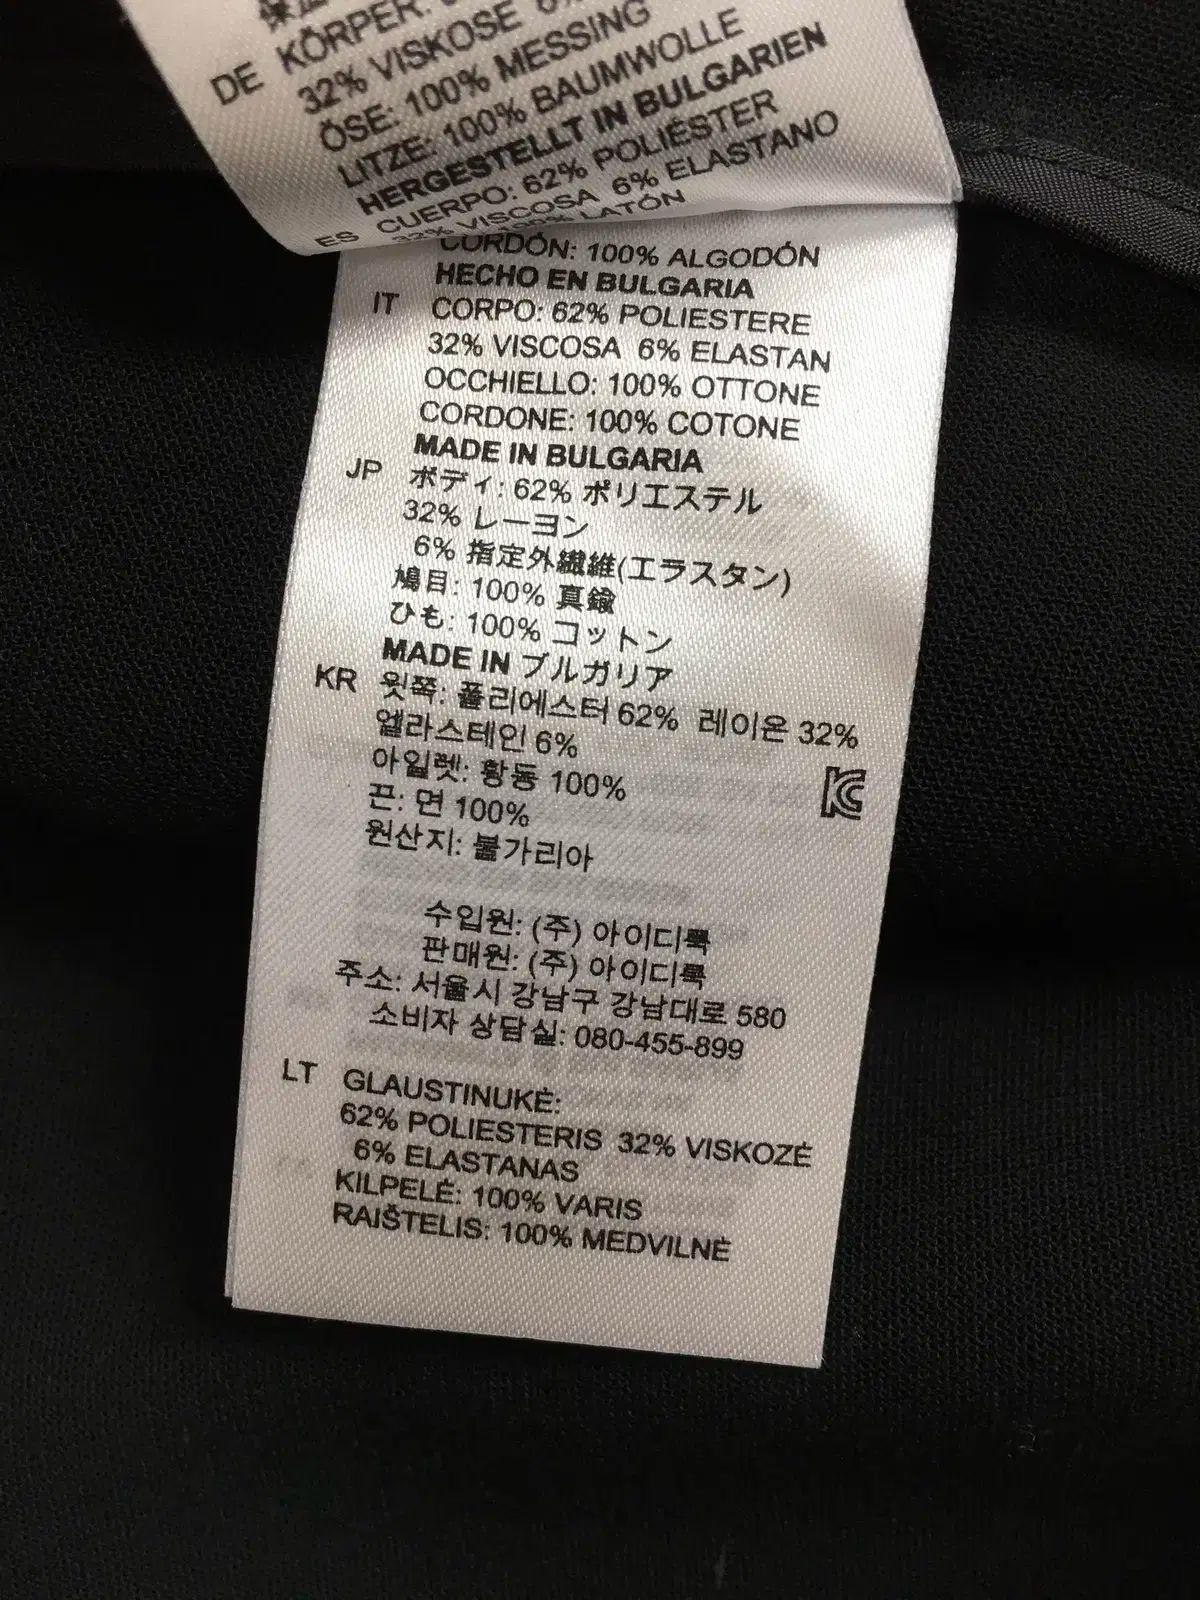 DE KÖRPER:
32% VISKOSE 6%
ÖSE: 100% MESSING
LITZE: 100% BAUMWOLLE
HERGESTELLT IN BULGARIEN
ES CUERPO: 62% POLIÉSTER
32% VISCOSA 6% ELASTANO
100% LATÓN
CORDÓN: 100% ALGODÓN
HECHO EN BULGARIA
IT CORPO: 62% POLIESTERE
32% VISCOSA 6% ELASTAN
OCCHIELLO: 100% OTTONE
CORDONE: 100% COTONE
MADE IN BULGARIA
JP ボディ: 62% ポリエステル
32% レーヨン
6% 指定外繊維(エラスタン)
鳩目: 100% 真鍮
ひも: 100% コットン
MADE IN ブルガリア
KR 윗쪽: 폴리에스터 62% 레이온 32%
엘라스테인 6%
아일렛: 황동 100%
끈: 면 100%
원산지: 불가리아
수입원: (주) 아이디룩
판매원: (주) 아이디룩
주소: 서울시 강남구 강남대로 580
소비자 상담실: 080-455-899
LT GLAUSTINUKĖ:
62% POLIESTERIS 32% VISKOZĖ
6% ELASTANAS
KILPELĖ: 100% VARIS
RAIŠTELIS: 100% MEDVILNĖ